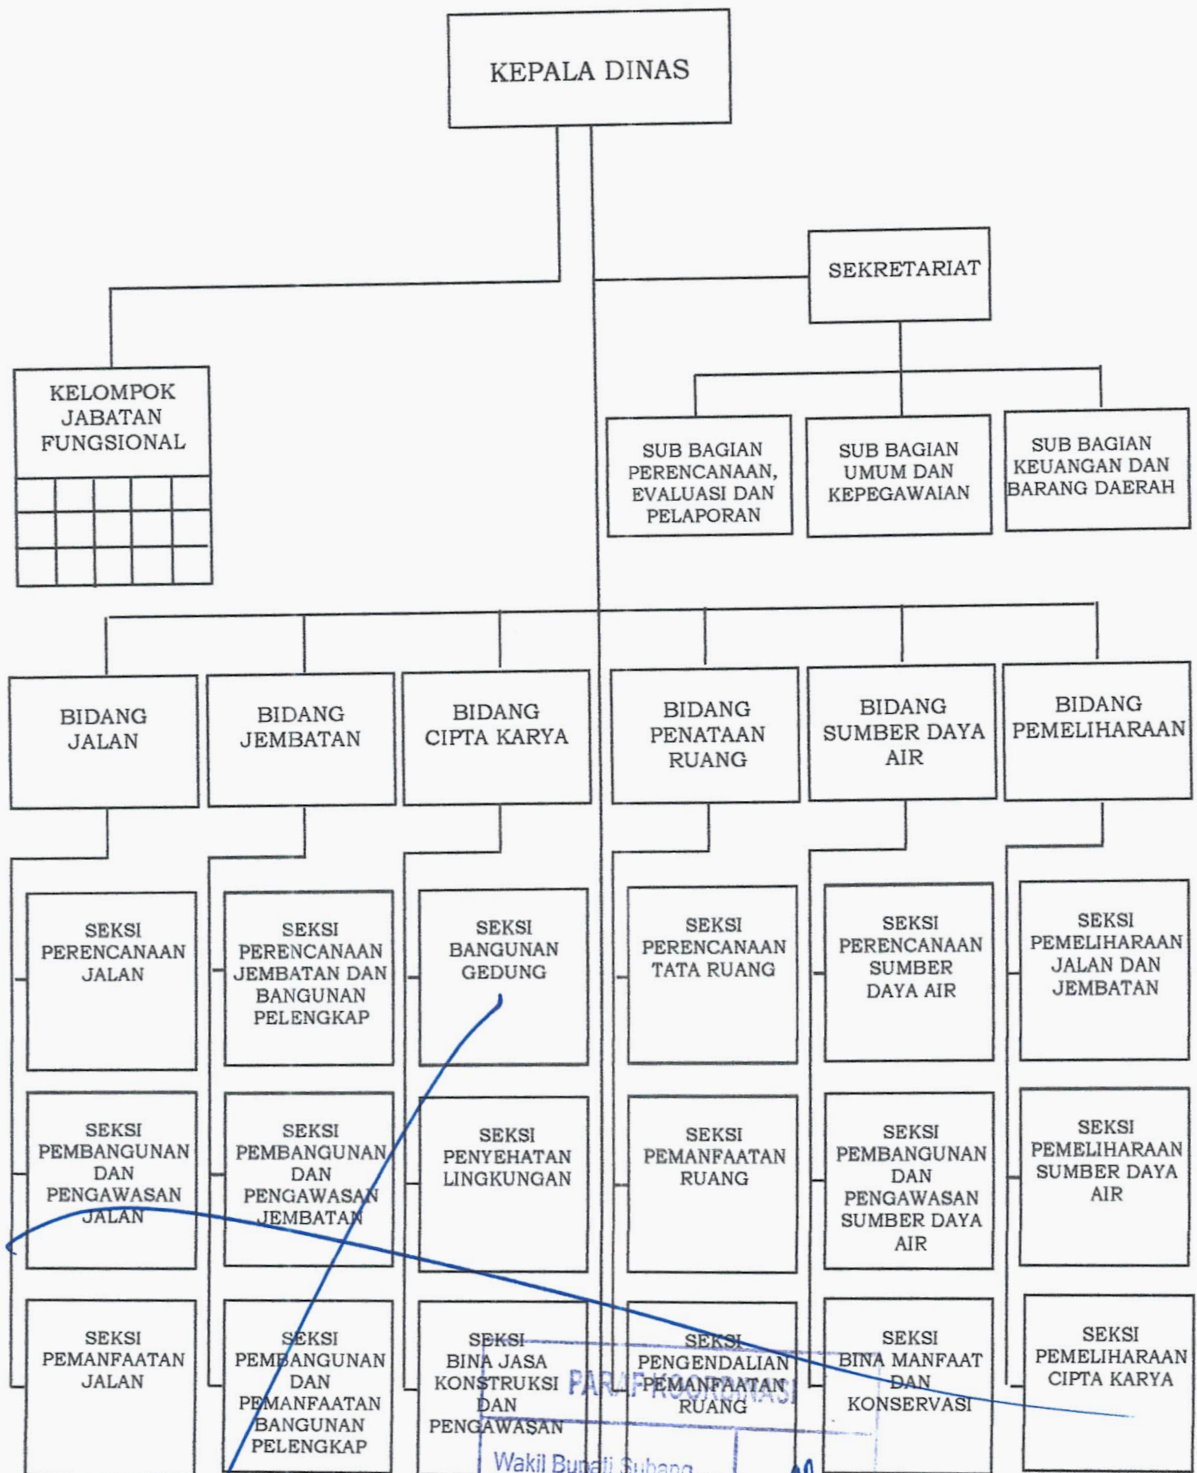 KEPALA DINAS
SEKRETARIAT
KELOMPOK
JABATAN
FUNGSIONAL
SUB BAGIAN
PERENCANAAN,
EVALUASI DAN
PELAPORAN
SUB BAGIAN
UMUM DAN
KEPEGAWAIAN
SUB BAGIAN
KEUANGAN DAN
BARANG DAERAH
BIDANG
JALAN
BIDANG
JEMBATAN
BIDANG
CIPTA KARYA
BIDANG
PENATAAN
RUANG
BIDANG
SUMBER DAYA
AIR
BIDANG
PEMELIHARAAN
SEKSI
PERENCANAAN
JALAN
SEKSI
PERENCANAAN
JEMBATAN DAN
BANGUNAN
PELENGKAP
SEKSI
BANGUNAN
GEDUNG
SEKSI
PERENCANAAN
TATA RUANG
SEKSI
PERENCANAAN
SUMBER
DAYA AIR
SEKSI
PEMELIHARAAN
JALAN DAN
JEMBATAN
SEKSI
PEMBANGUNAN
DAN
PENGAWASAN
JALAN
SEKSI
PEMBANGUNAN
DAN
PENGAWASAN
JEMBATAN
SEKSI
PENYEHATAN
LINGKUNGAN
SEKSI
PEMANFAATAN
RUANG
SEKSI
PEMBANGUNAN
DAN
PENGAWASAN
SUMBER DAYA
AIR
SEKSI
PEMELIHARAAN
SUMBER DAYA
AIR
SEKSI
PEMANFAATAN
JALAN
SEKSI
PEMBANGUNAN
DAN
PEMANFAATAN
BANGUNAN
PELENGKAP
SEKSI
BINA JASA
KONSTRUKSI
DAN
PENGAWASAN
SEKSI
PENGENDALIAN
PEMANFAATAN
RUANG
SEKSI
BINA MANFAAT
DAN
KONSERVASI
SEKSI
PEMELIHARAAN
CIPTA KARYA
PARAF KOORDINASI
Wakil Bupati Subang